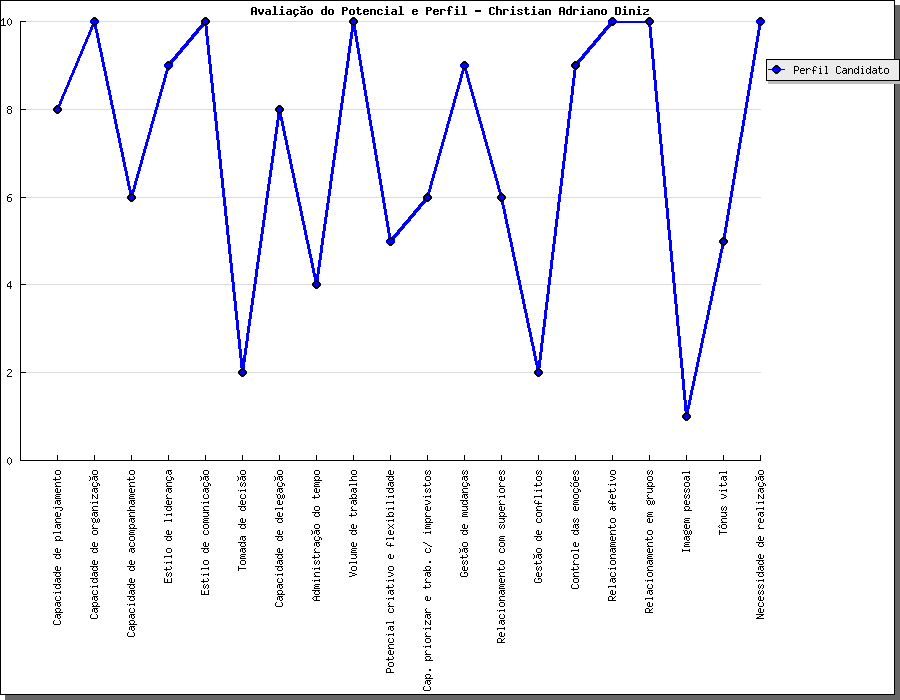 Avaliação do Potencial e Perfil - Christian Adriano Diniz
10
8
6
4
2
0
Perfil Candidato
Capacidade de planejamento
Capacidade de organização
Capacidade de acompanhamento
Estilo de liderança
Estilo de comunicação
Tomada de decisão
Capacidade de delegação
Administração do tempo
Volume de trabalho
Potencial criativo e flexibilidade
Cap. priorizar e trab. c/ imprevistos
Gestão de mudanças
Relacionamento com superiores
Gestão de conflitos
Controle das emoções
Relacionamento afetivo
Relacionamento em grupos
Imagem pessoal
Tônus vital
Necessidade de realização